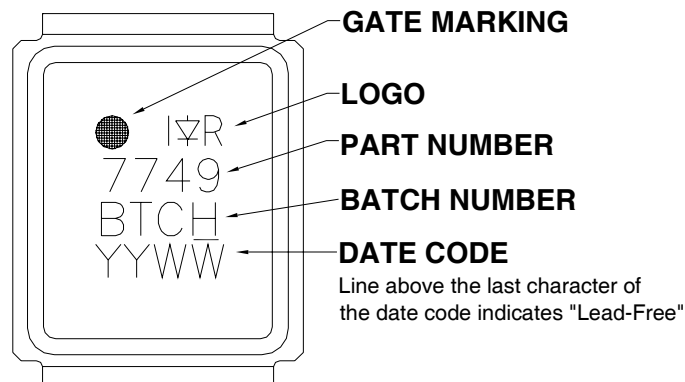 GATE MARKING
LOGO
I R
PART NUMBER
7749
BATCH NUMBER
BTCH
DATE CODE
YYWW̅
Line above the last character of
the date code indicates "Lead-Free"